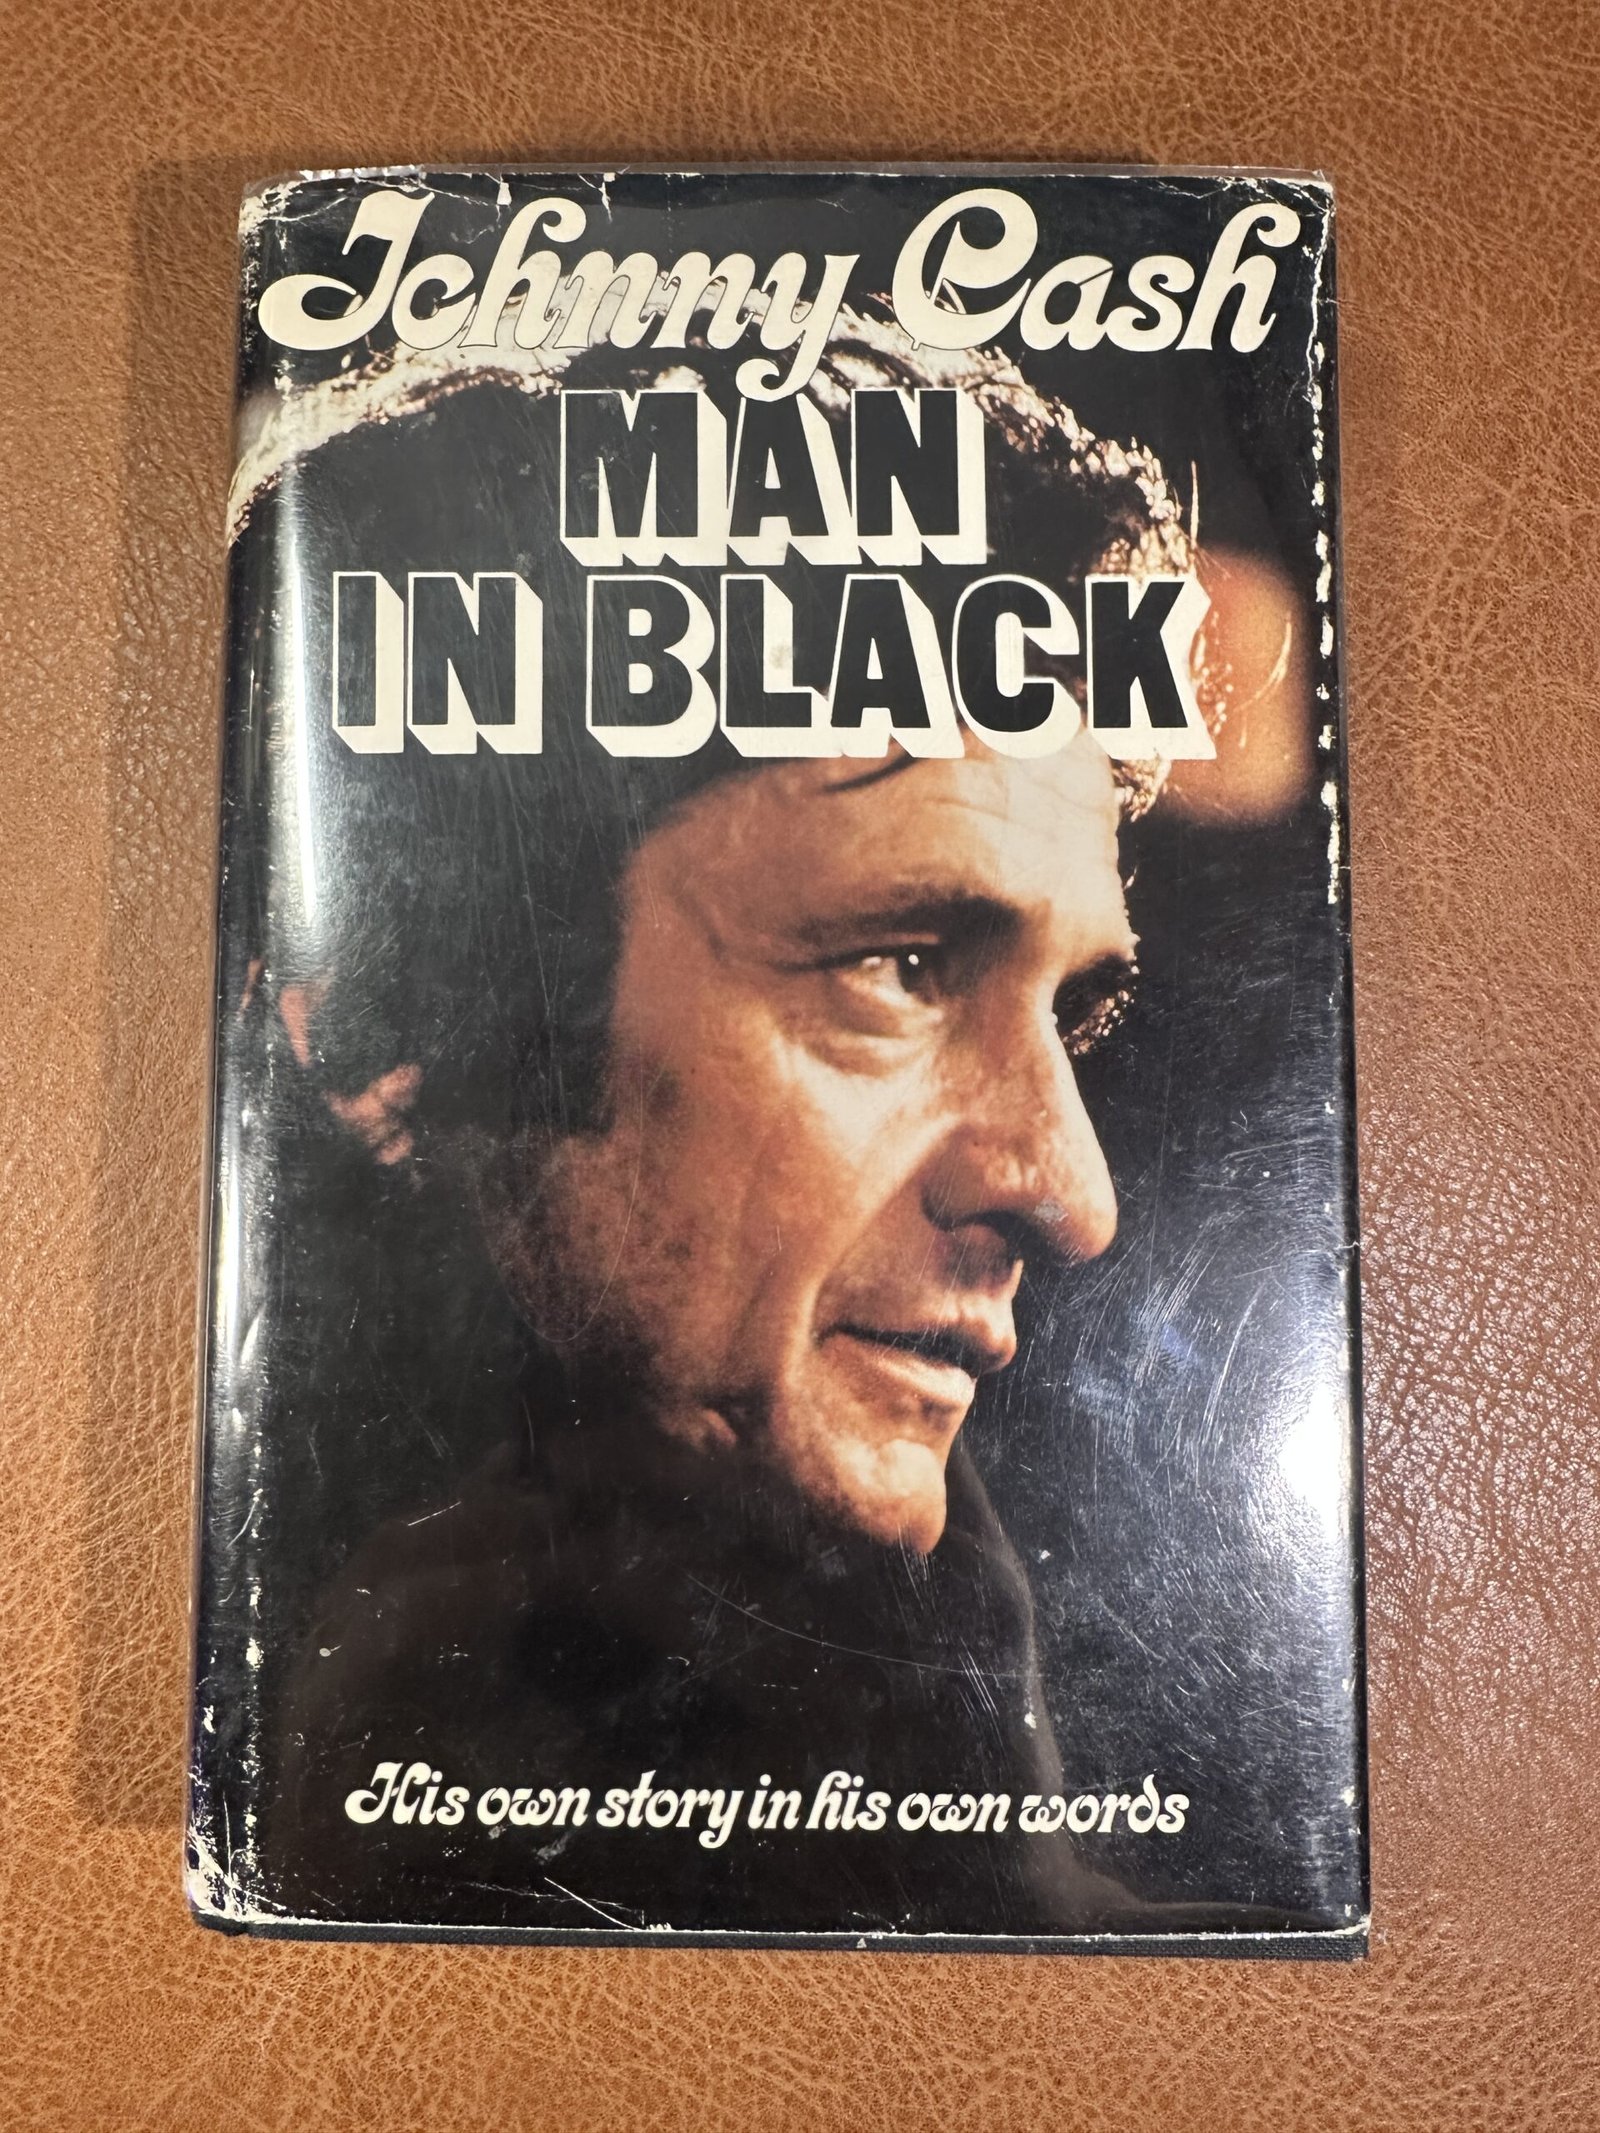 Johnny Cash
MAN
IN BLACK
His own story in his own words